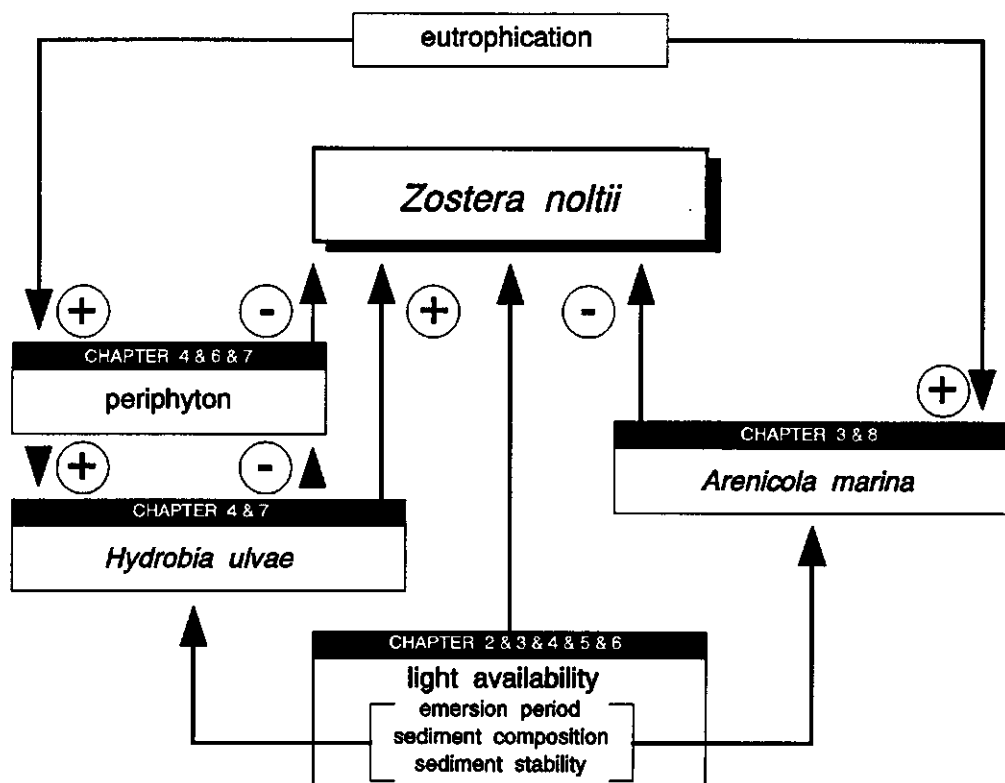 eutrophication
Zostera noltii
+
-
+
-
CHAPTER 4 & 6 & 7
periphyton
+
CHAPTER 3 & 8
Arenicola marina
+
-
CHAPTER 4 & 7
Hydrobia ulvae
CHAPTER 2 & 3 & 4 & 5 & 6
light availability
emersion period
sediment composition
sediment stability